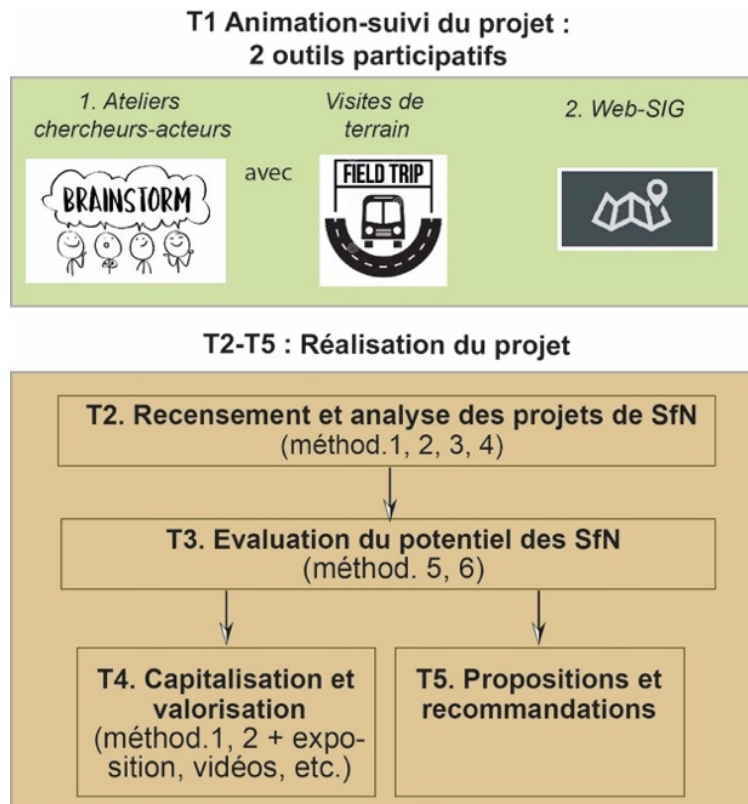 T1 Animation-suivi du projet :
2 outils participatifs
1. Ateliers
chercheurs-acteurs
BRAINSTORM
avec
Visites de
terrain
FIELD TRIP
2. Web-SIG
T2-T5 : Réalisation du projet
T2. Recensement et analyse des projets de SfN
(méthod.1, 2, 3, 4)
T3. Evaluation du potentiel des SfN
(méthod. 5, 6)
T4. Capitalisation et
valorisation
(méthod.1, 2 + expo-
sition, vidéos, etc.)
T5. Propositions et
recommandations